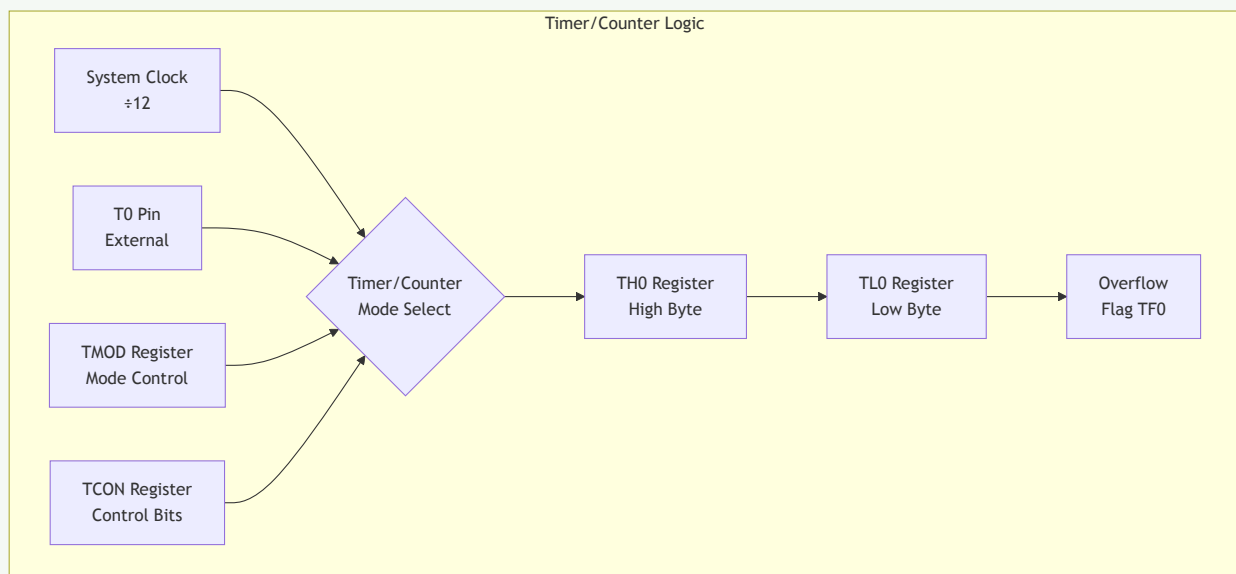 Timer/Counter Logic
System Clock
÷12
T0 Pin
External
TMOD Register
Mode Control
TCON Register
Control Bits
Timer/Counter
Mode Select
TH0 Register
High Byte
TL0 Register
Low Byte
Overflow
Flag TF0